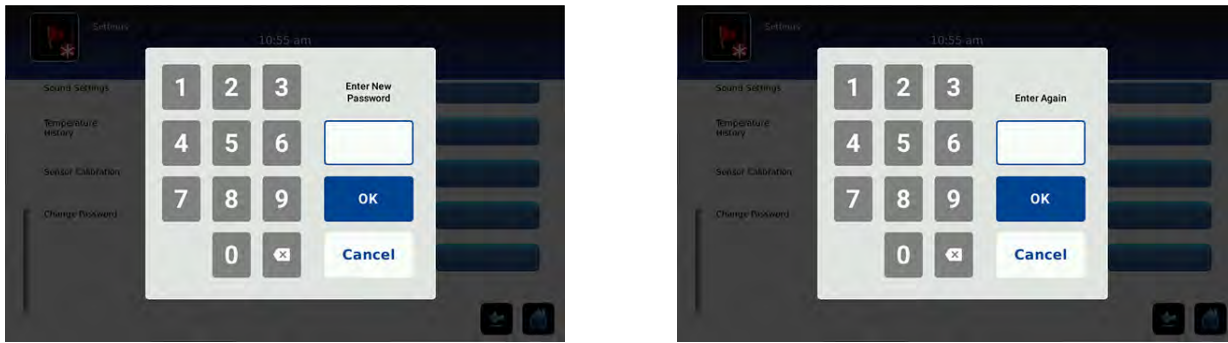 Settings
10:55 am
Sound Settings
Temperature
History
Sensor Calibration
Change Password
1 2 3
4 5 6
7 8 9
0
Enter New
Password
OK
Cancel
Settings
10:55 am
Sound Settings
Temperature
History
Sensor Calibration
Change Password
1 2 3
4 5 6
7 8 9
0
Enter Again
OK
Cancel